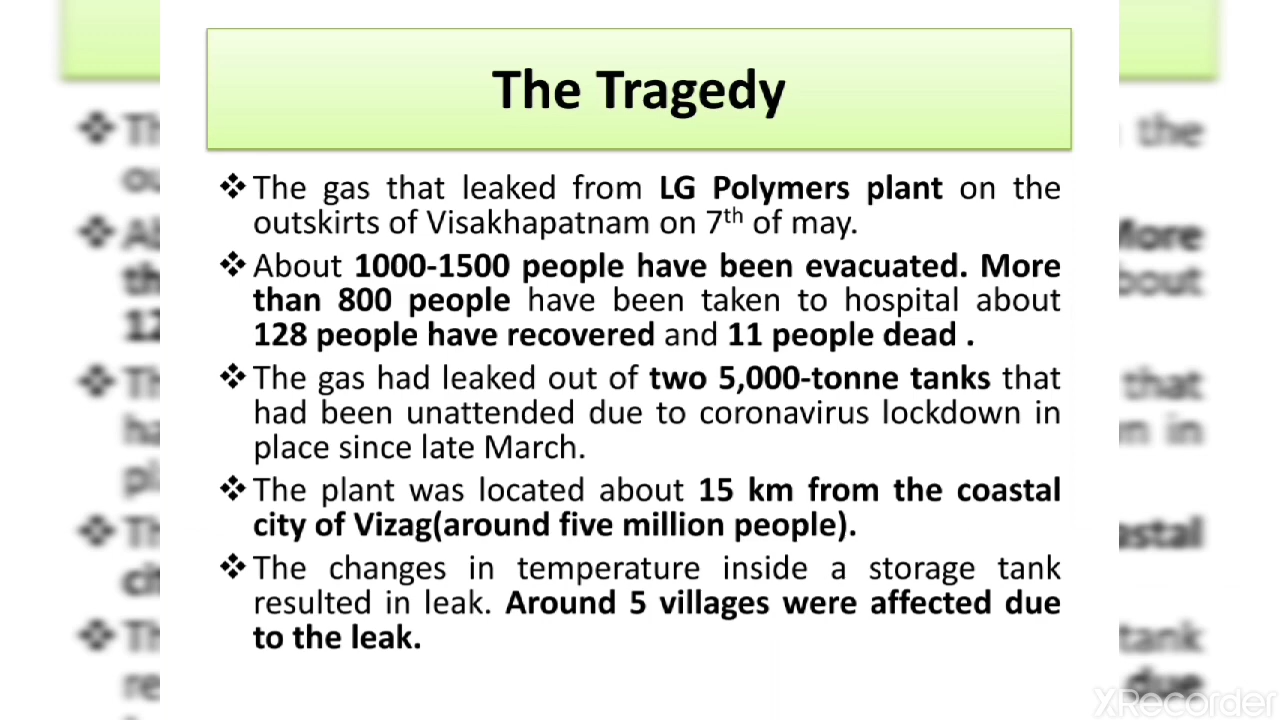 The Tragedy
❖ The gas that leaked from LG Polymers plant on the
outskirts of Visakhapatnam on 7th of may.
❖ About 1000-1500 people have been evacuated. More
than 800 people have been taken to hospital about
128 people have recovered and 11 people dead .
❖ The gas had leaked out of two 5,000-tonne tanks that
had been unattended due to coronavirus lockdown in
place since late March.
❖ The plant was located about 15 km from the coastal
city of Vizag(around five million people).
❖ The changes in temperature inside a storage tank
resulted in leak. Around 5 villages were affected due
to the leak.
XRecorder